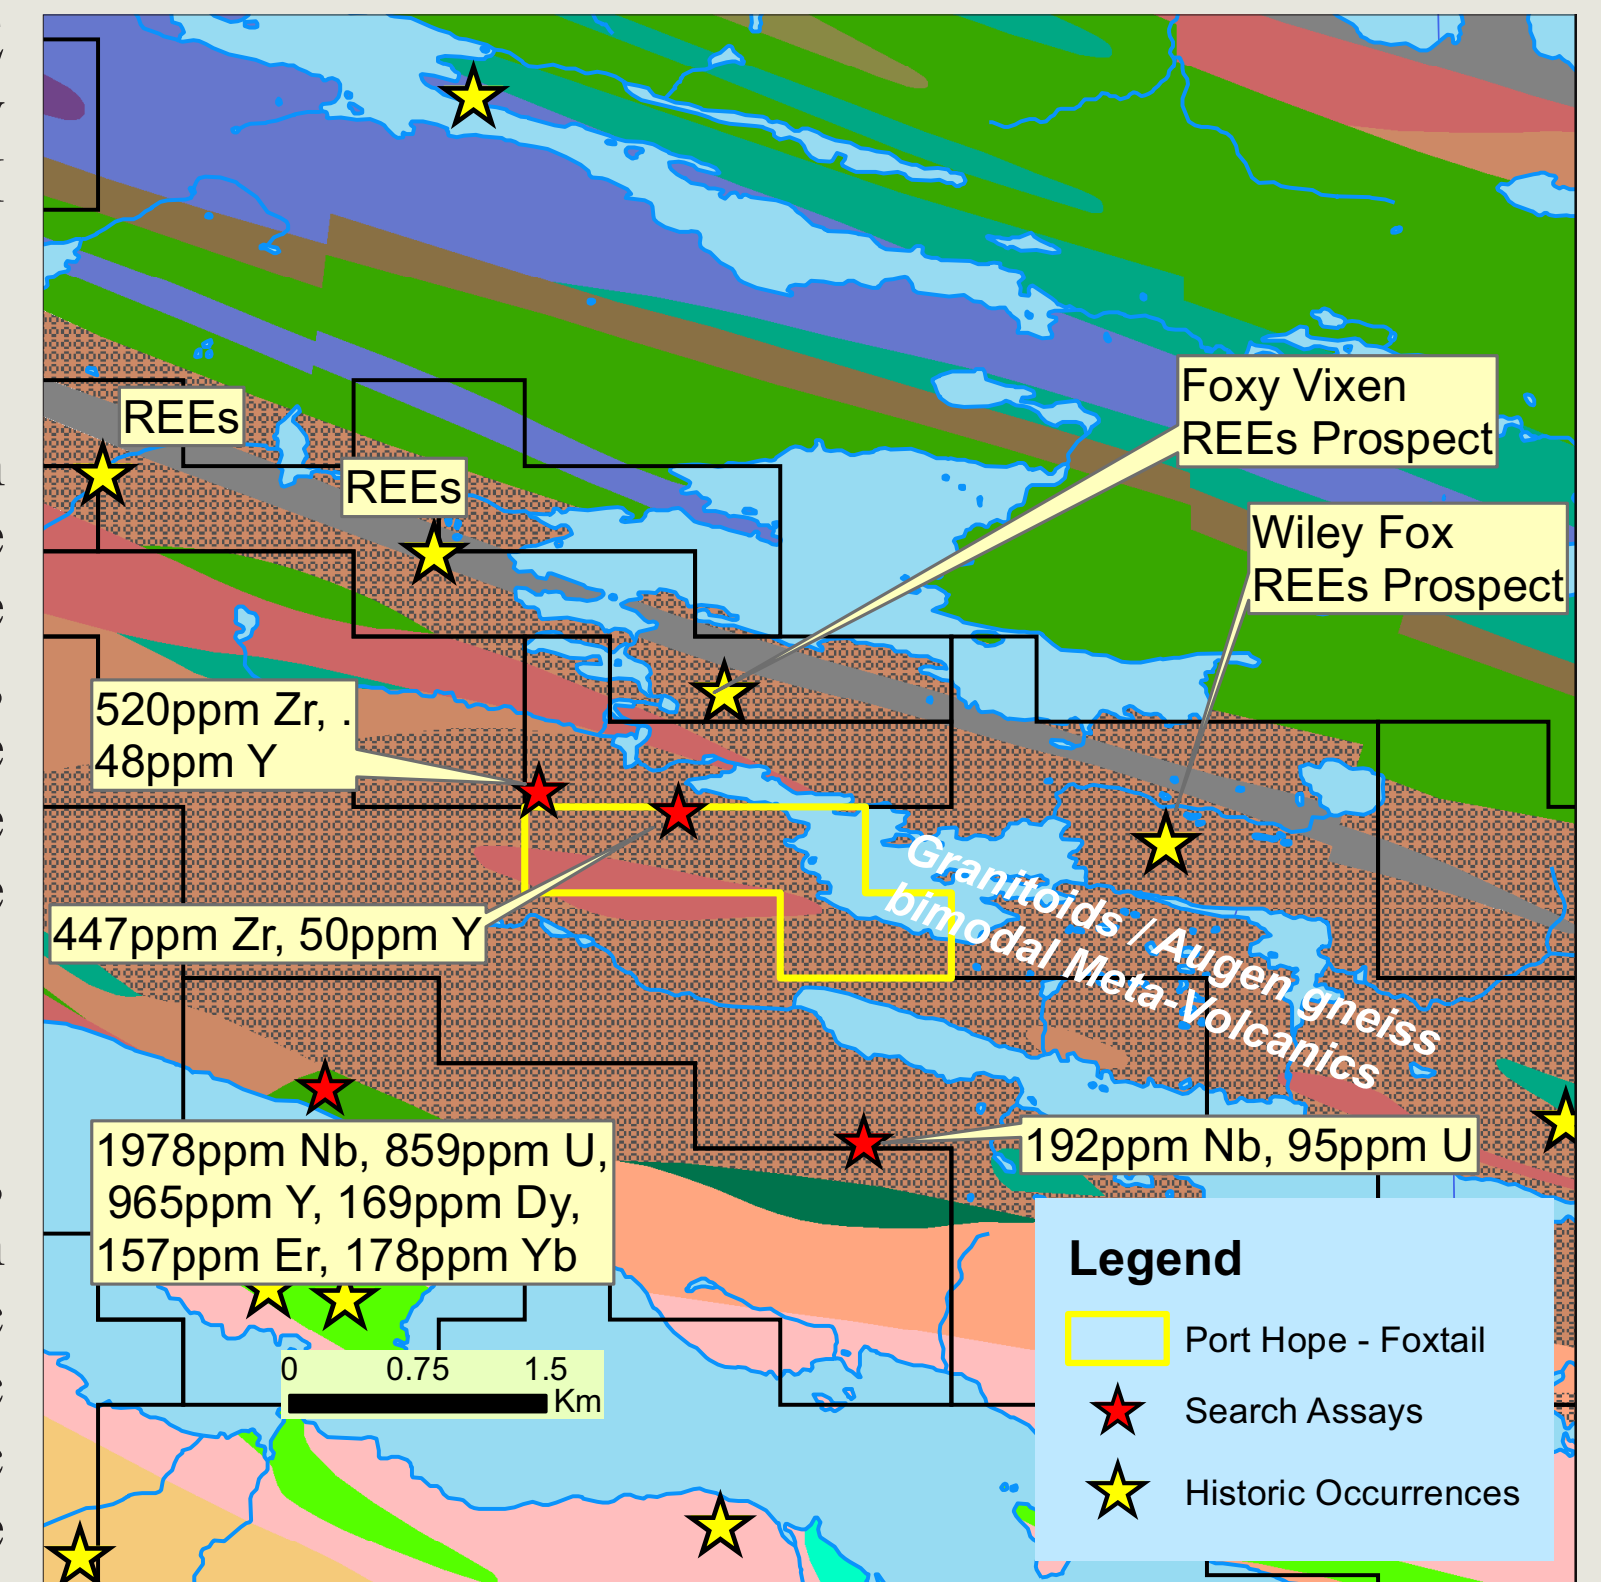 Foxy Vixen
REEs Prospect
REEs
REEs
Wiley Fox
REEs Prospect
520ppm Zr, .
48ppm Y
Granitoids / Augen gneiss
bimodal Meta-Volcanics
447ppm Zr, 50ppm Y
1978ppm Nb, 859ppm U,
965ppm Y, 169ppm Dy,
157ppm Er, 178ppm Yb
192ppm Nb, 95ppm U
Legend
Port Hope - Foxtail
Search Assays
Historic Occurrences
0 0.75 1.5
Km